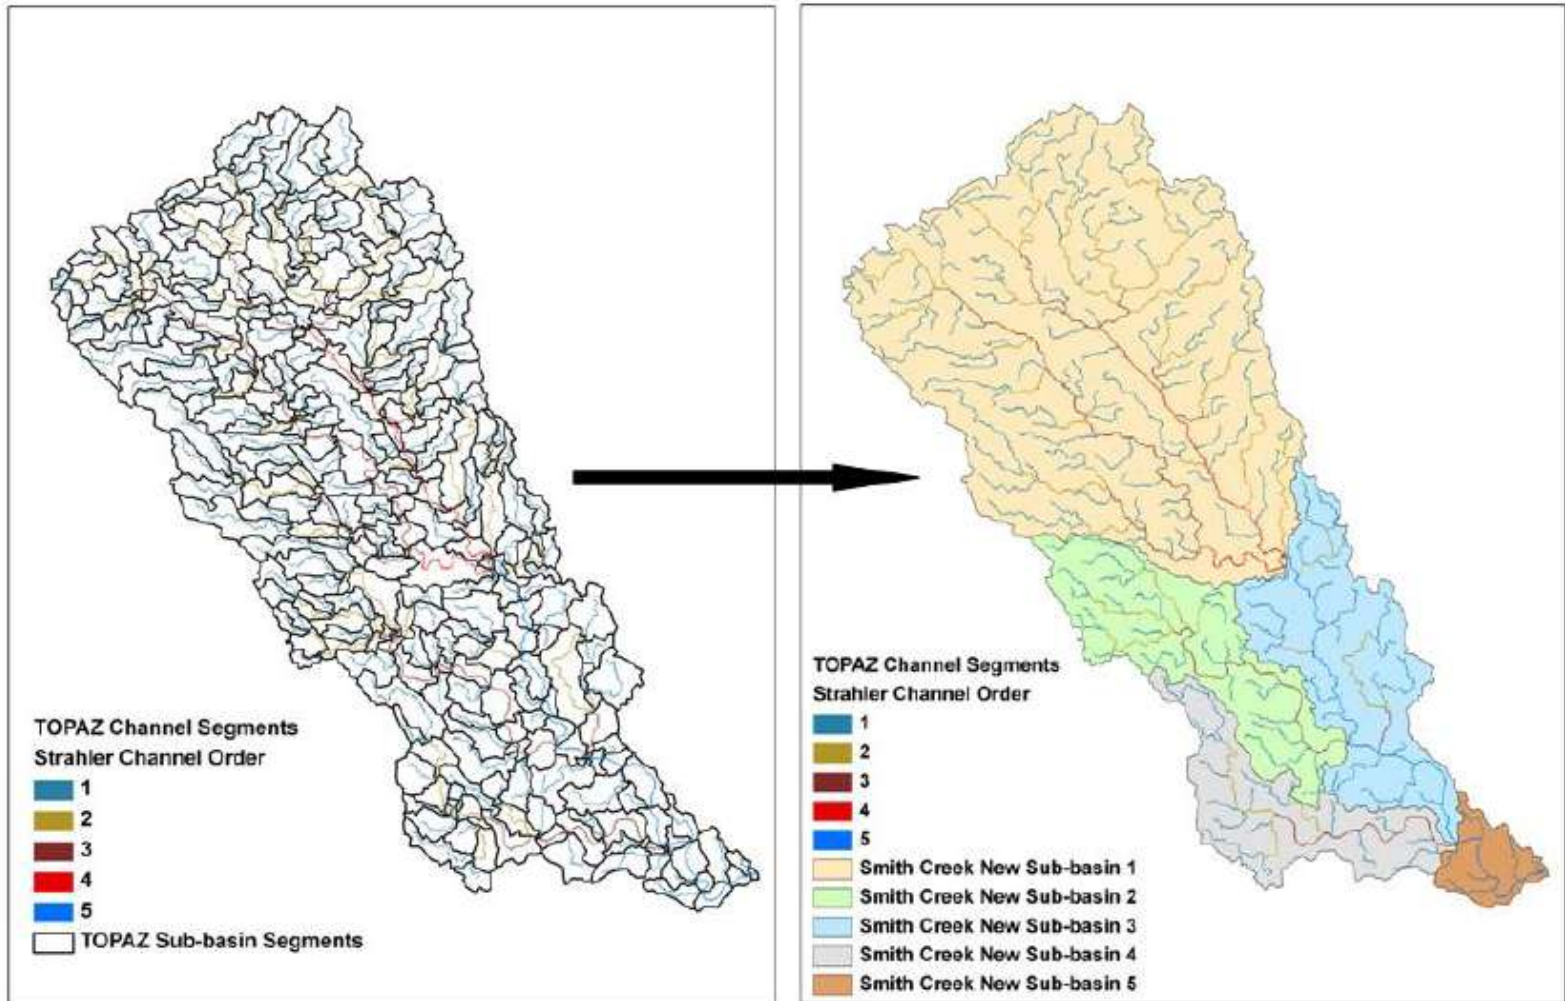 TOPAZ Channel Segments
Strahler Channel Order
1
2
3
4
5
TOPAZ Sub-basin Segments
TOPAZ Channel Segments
Strahler Channel Order
1
2
3
4
5
Smith Creek New Sub-basin 1
Smith Creek New Sub-basin 2
Smith Creek New Sub-basin 3
Smith Creek New Sub-basin 4
Smith Creek New Sub-basin 5